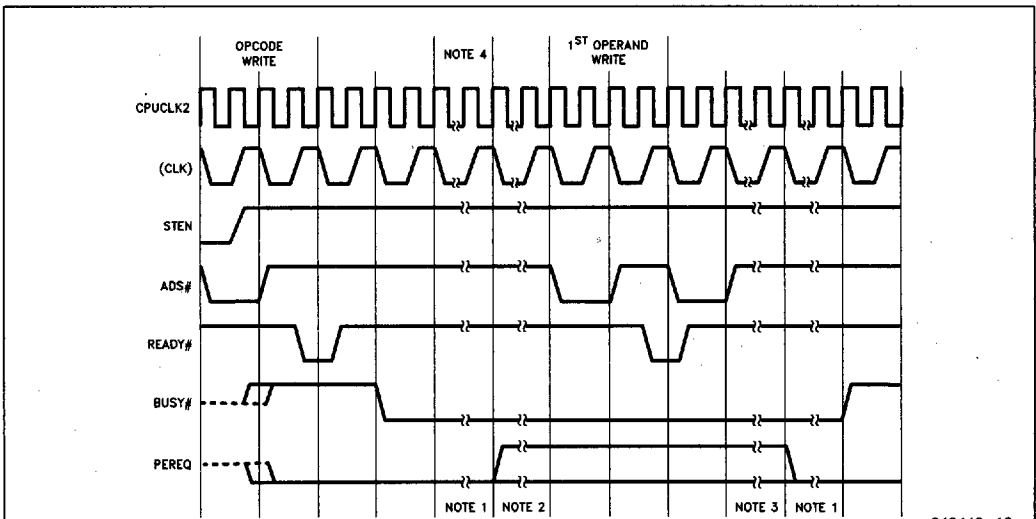 OPCODE
WRITE
NOTE 4
1ST OPERAND
WRITE
CPUCLK2
(CLK)
STEN
ADS#
READY#
BUSY#
PEREQ
NOTE 1
NOTE 2
NOTE 3
NOTE 1